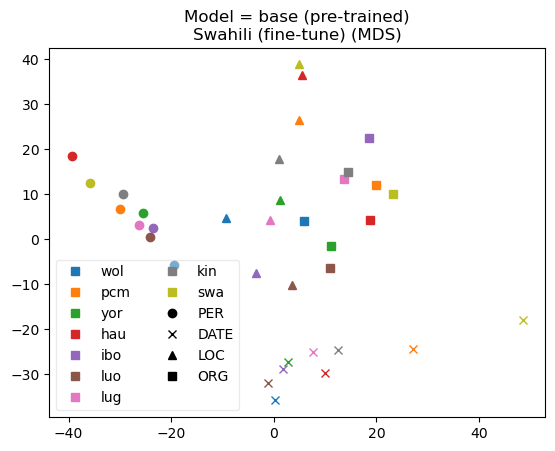 Model = base (pre-trained)
Swahili (fine-tune) (MDS)
40
30
20
10
0
−10
−20
−30
wol kin
pcm swa
yor PER
hau DATE
ibo LOC
luo ORG
lug
−40 −20 0 20 40